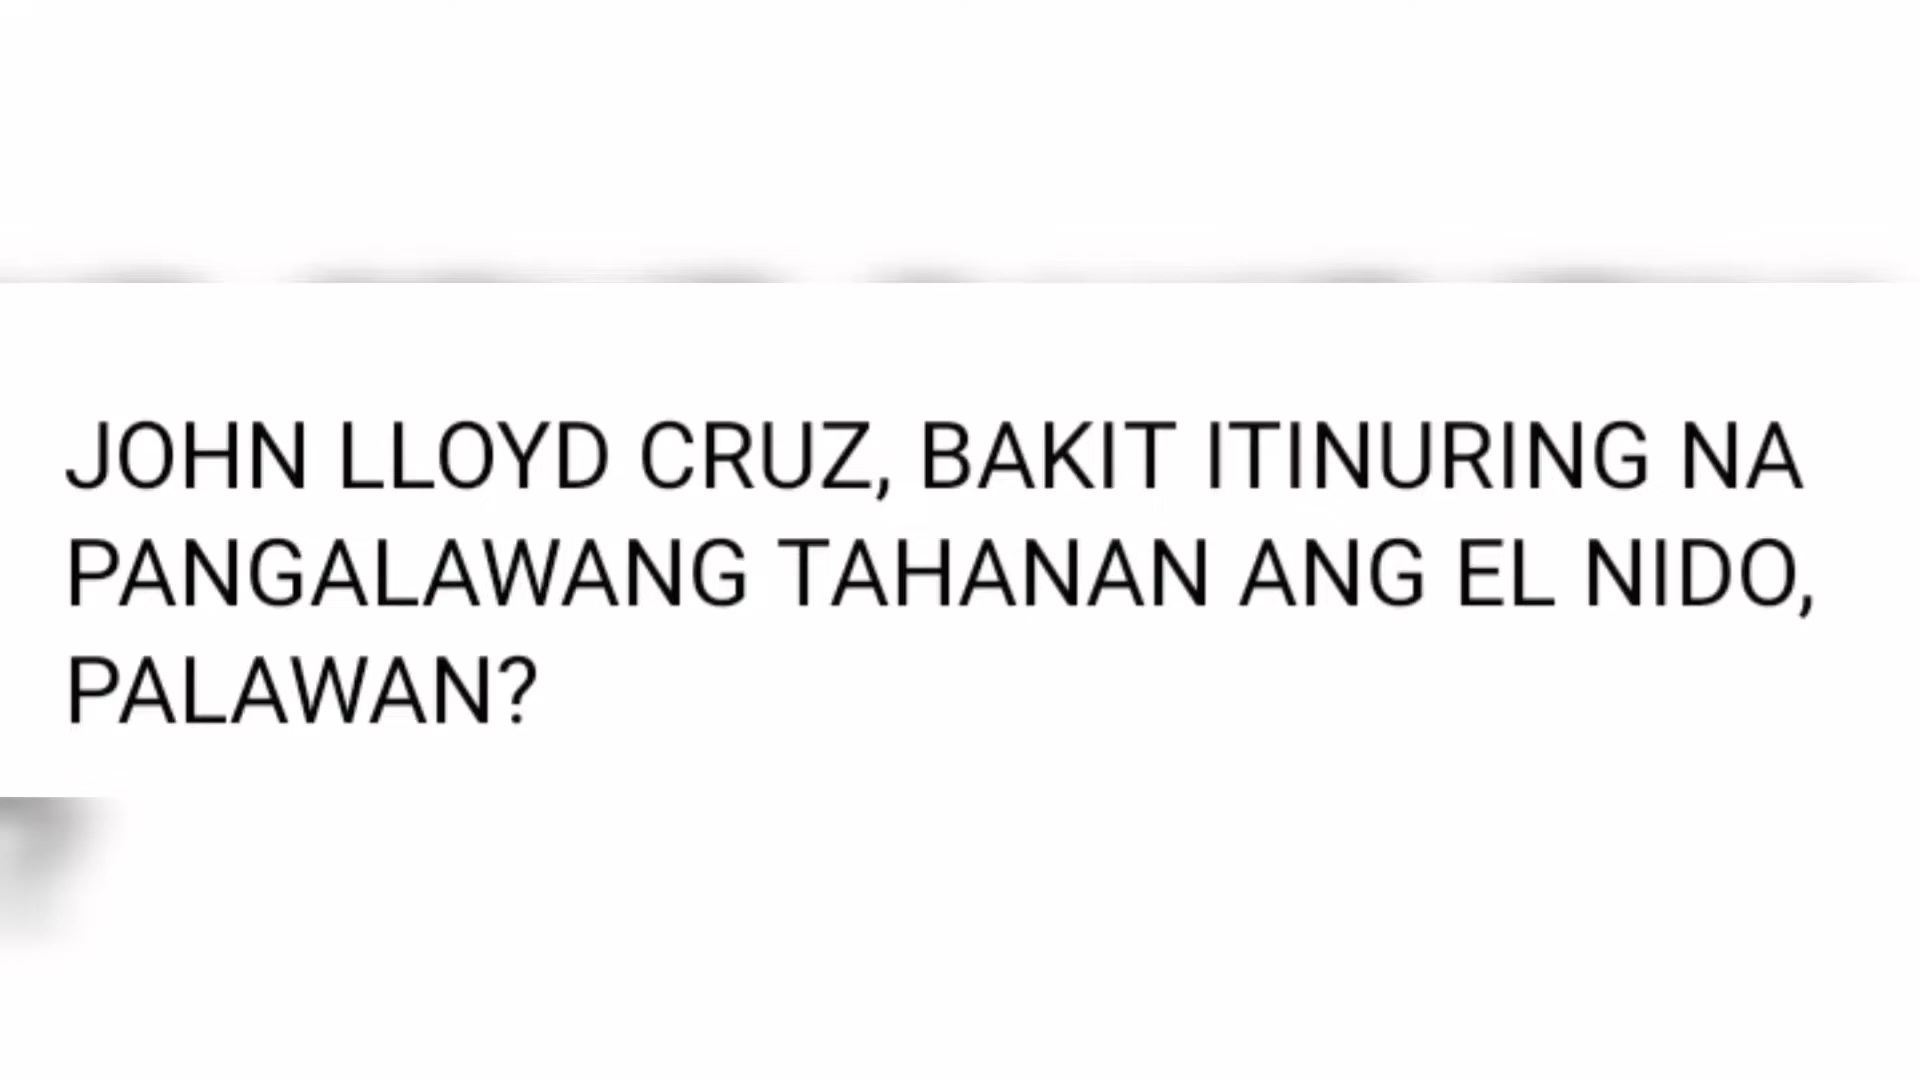 JOHN LLOYD CRUZ, BAKIT ITINURING NA
PANGALAWANG TAHANAN ANG EL NIDO,
PALAWAN?